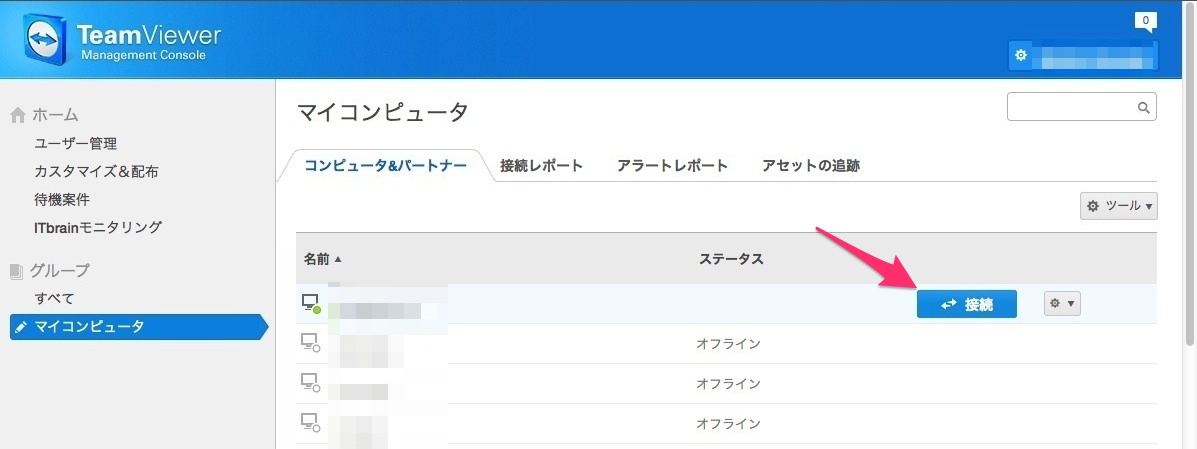 TeamViewer
Management Console
0
ホーム
ユーザー管理
カスタマイズ＆配布
待機案件
ITbrainモニタリング
グループ
すべて
マイコンピュータ
マイコンピュータ
コンピュータ&パートナー 接続レポート アラートレポート アセットの追跡
ツール ▼
名前 ▲ ステータス
接続
オフライン
オフライン
オフライン